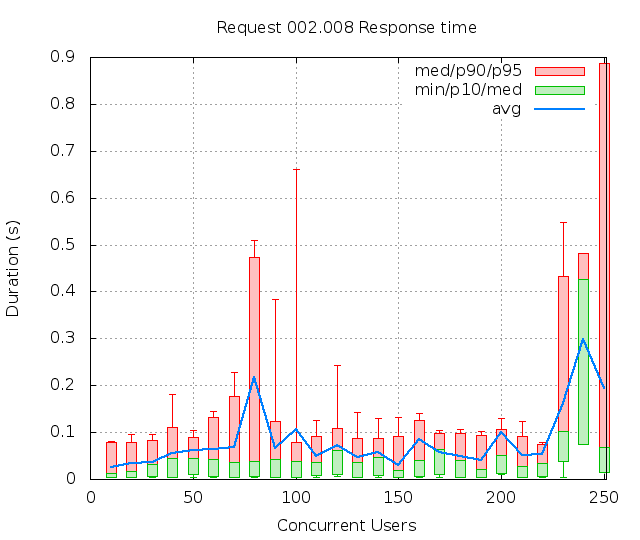 Request 002.008 Response time
med/p90/p95
min/p10/med
avg
Duration (s)
0.9
0.8
0.7
0.6
0.5
0.4
0.3
0.2
0.1
0
0 50 100 150 200 250
Concurrent Users